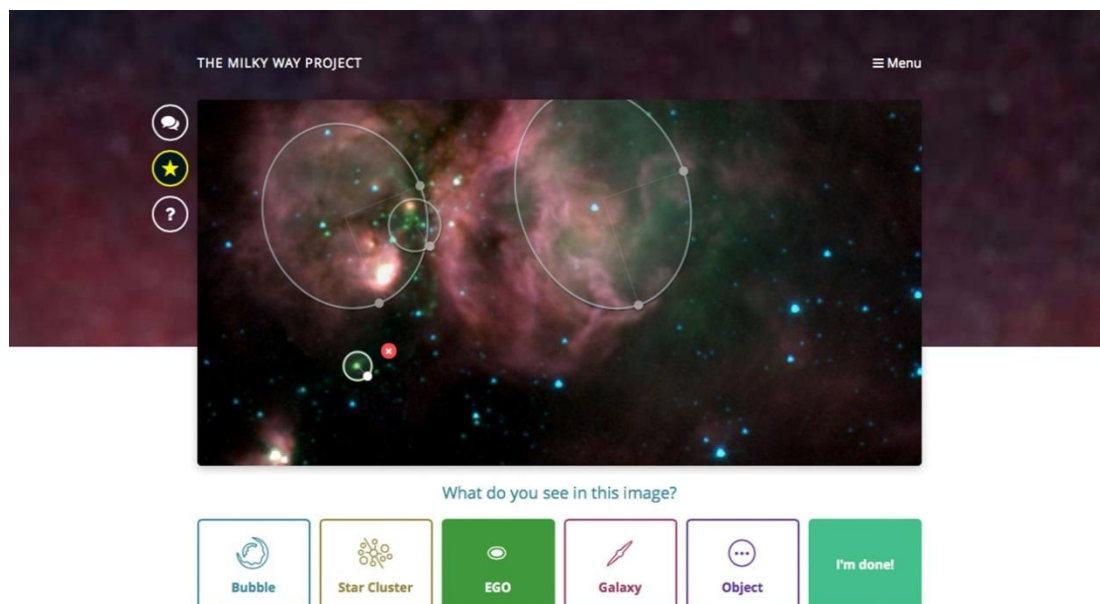 THE MILKY WAY PROJECT
Menu
?
What do you see in this image?
Bubble
Star Cluster
EGO
Galaxy
Object
I'm done!